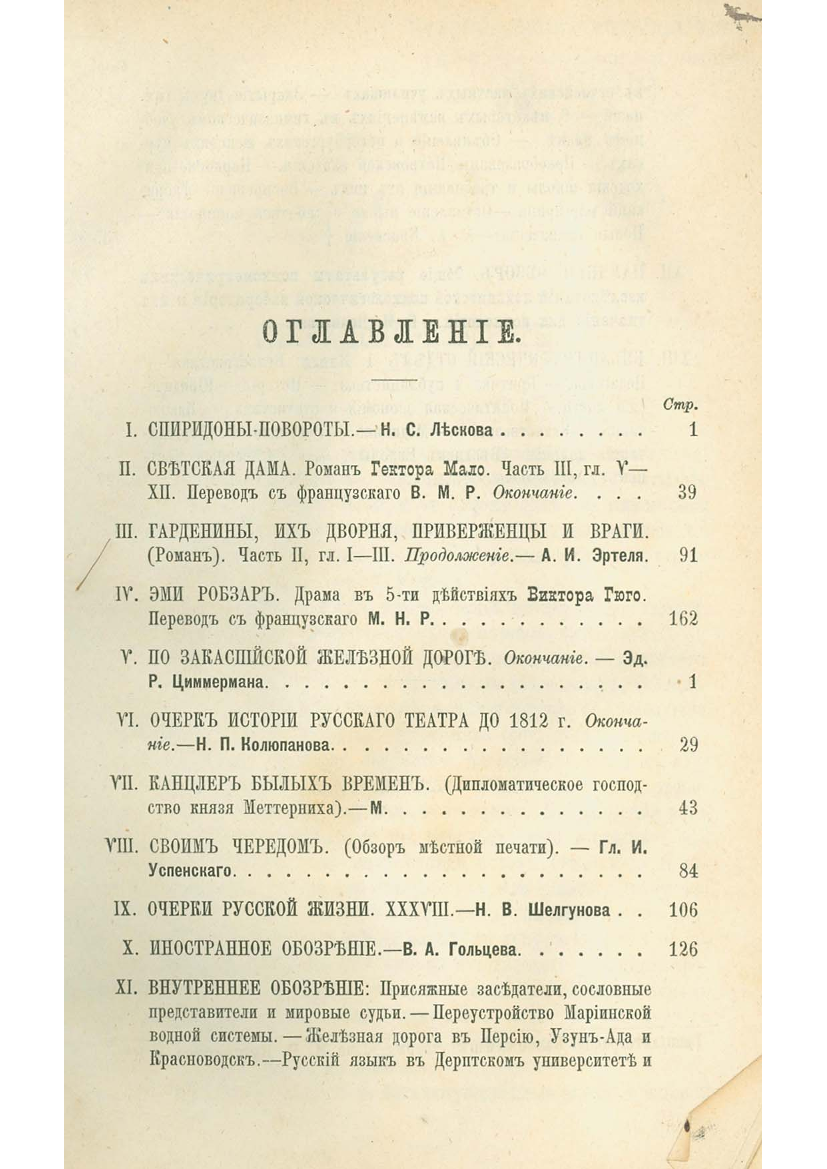 ОГЛАВЛЕНІЕ.
Стр.
I. СПИРИДОНЫ-ПОВОРОТЫ.— Н. С. Лѣскова . . . . . . . . 1
II. СВѢТСКАЯ ДАМА. Романъ Гектора Мало. Часть III, гл. V—
XII. Переводъ съ французскаго В. М. Р. Окончаніе. . . . 39
III. ГАРДЕНИНЫ, ИХЪ ДВОРНЯ, ПРИВЕРЖЕНЦЫ И ВРАГИ.
(Романъ). Часть II, гл. I—III. Продолженіе.— А. И. Эртеля. 91
IV. ЭМИ РОБЗАРЪ. Драма въ 5-ти дѣйствіяхъ Виктора Гюго.
Переводъ съ французскаго М. Н. Р. . . . . . . . . . . . 162
V. ПО ЗАКАСПІЙСКОЙ ЖЕЛѢЗНОЙ ДОРОГѢ. Окончаніе. — Эд.
Р. Циммермана. . . . . . . . . . . . . . . . . . . . 1
VI. ОЧЕРКЪ ИСТОРІИ РУССКАГО ТЕАТРА ДО 1812 г. Оконча-
ніе.—Н. П. Колюпанова. . . . . . . . . . . . . . . . 29
VII. КАНЦЛЕРЪ БЫЛЫХЪ ВРЕМЕНЪ. (Дипломатическое господ-
ство князя Меттерниха).—М. . . . . . . . . . . . . . 43
VIII. СВОИМЪ ЧЕРЕДОМЪ. (Обзоръ мѣстной печати). — Гл. И.
Успенскаго. . . . . . . . . . . . . . . . . . . . . 84
IX. ОЧЕРКИ РУССКОЙ ЖИЗНИ. XXXVIII.—Н. В. Шелгунова . . 106
X. ИНОСТРАННОЕ ОБОЗРѢНІЕ.—В. А. Гольцева. . . . . . . 126
XI. ВНУТРЕННЕЕ ОБОЗРѢНІЕ: Присяжные засѣдатели, сословные
представители и мировые судьи. — Переустройство Маріинской
водной системы. — Желѣзная дорога въ Персію, Узунъ-Ада и
Красноводскъ.—Русскій языкъ въ Дерптскомъ университетѣ и